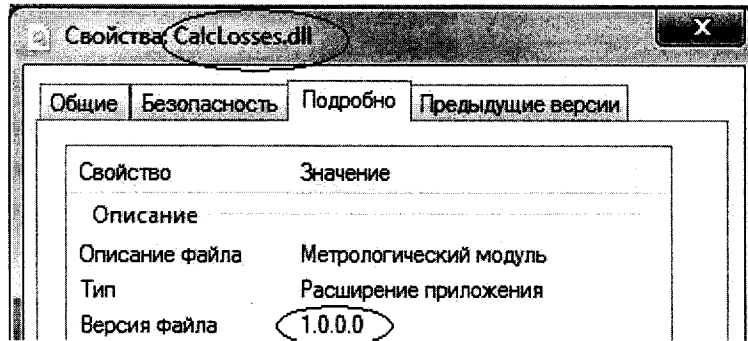 Свойства: CalcLosses.dll
Общие Безопасность Подробно Предыдущие версии
Свойство Значение
Описание
Описание файла Метрологический модуль
Тип Расширение приложения
Версия файла 1.0.0.0